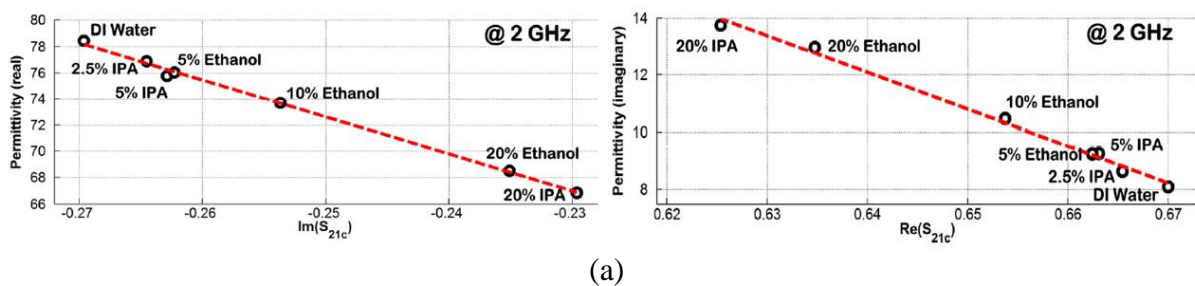 80
78
76
74
72
70
68
66
Permittivity (real)
DI Water
2.5% IPA
5% IPA
5% Ethanol
10% Ethanol
20% Ethanol
20% IPA
@ 2 GHz
-0.27 -0.26 -0.25 -0.24 -0.23
Im(S21c)
14
12
10
8
Permittivity (imaginary)
20% IPA
20% Ethanol
10% Ethanol
5% Ethanol
5% IPA
2.5% IPA
DI Water
@ 2 GHz
0.62 0.63 0.64 0.65 0.66 0.67
Re(S21c)
(a)